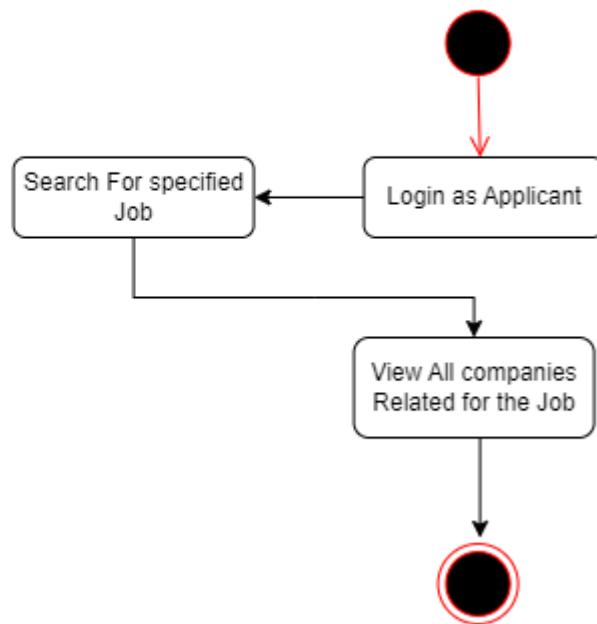 Search For specified
Job
Login as Applicant
View All companies
Related for the Job